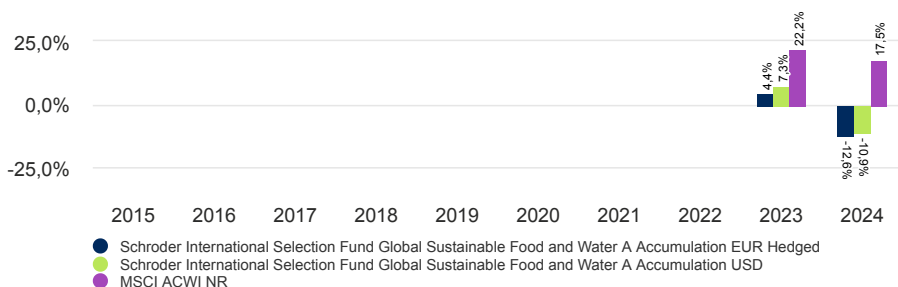 25,0%
0,0%
-25,0%
4,4%
7,3%
22,2%
-12,6%
-10,9%
17,5%
2015 2016 2017 2018 2019 2020 2021 2022 2023 2024
Schroder International Selection Fund Global Sustainable Food and Water A Accumulation EUR Hedged
Schroder International Selection Fund Global Sustainable Food and Water A Accumulation USD
MSCI ACWI NR